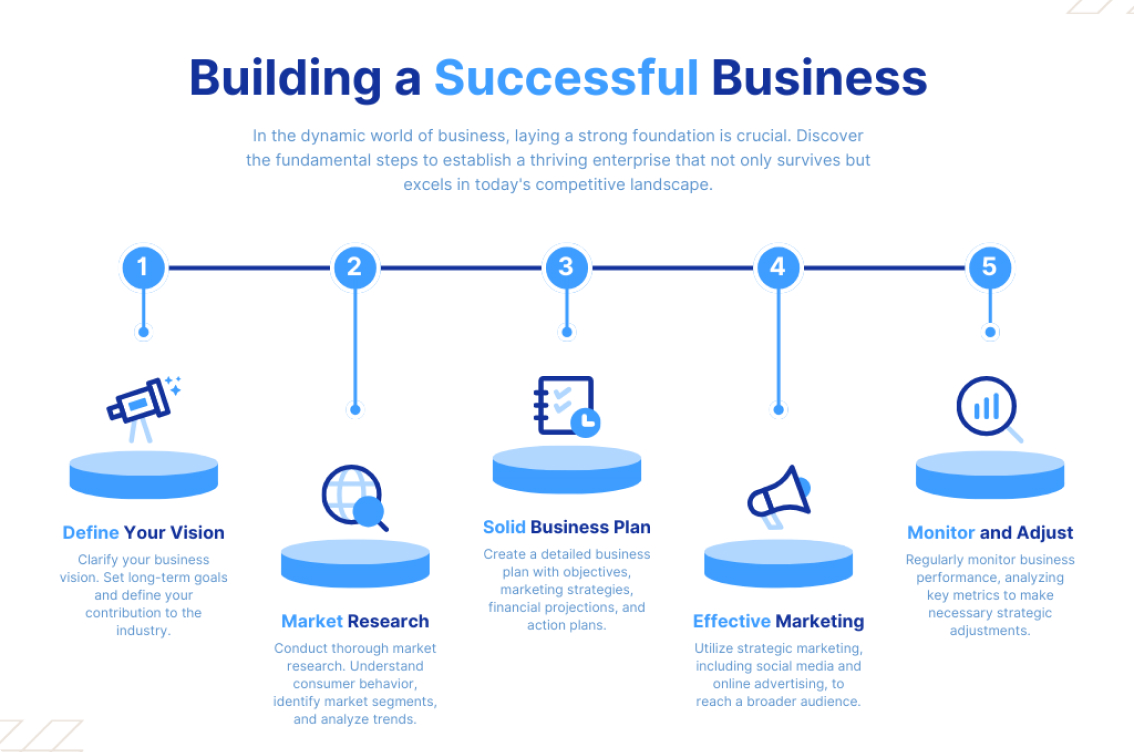 Building a Successful Business
In the dynamic world of business, laying a strong foundation is crucial. Discover
the fundamental steps to establish a thriving enterprise that not only survives but
excels in today's competitive landscape.
1
2
3
4
5
Define Your Vision
Clarify your business
vision. Set long-term goals
and define your
contribution to the
industry.
Market Research
Conduct thorough market
research. Understand
consumer behavior,
identify market segments,
and analyze trends.
Solid Business Plan
Create a detailed business
plan with objectives,
marketing strategies,
financial projections, and
action plans.
Effective Marketing
Utilize strategic marketing,
including social media and
online advertising, to
reach a broader audience.
Monitor and Adjust
Regularly monitor business
performance, analyzing
key metrics to make
necessary strategic
adjustments.